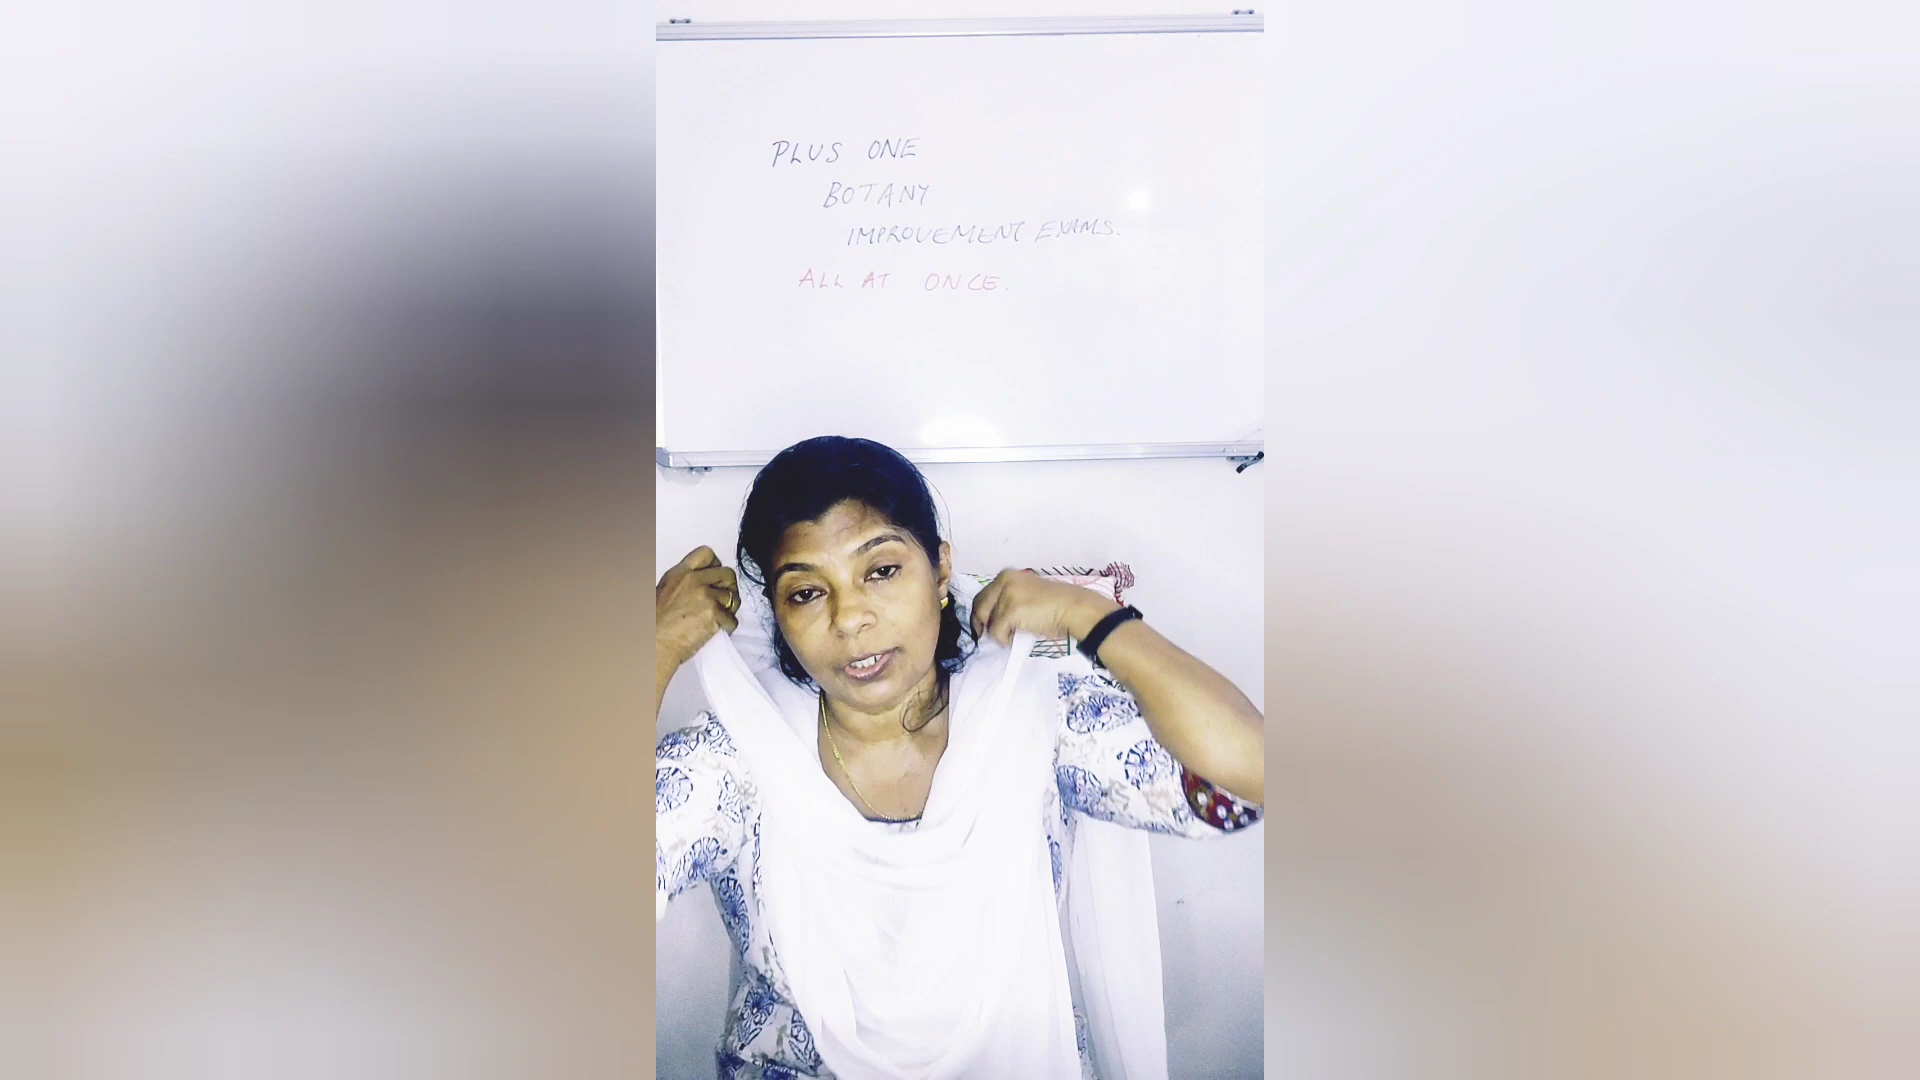 PLUS ONE
BOTANY
IMPROVEMENT EXAMS.
ALL AT ONCE.